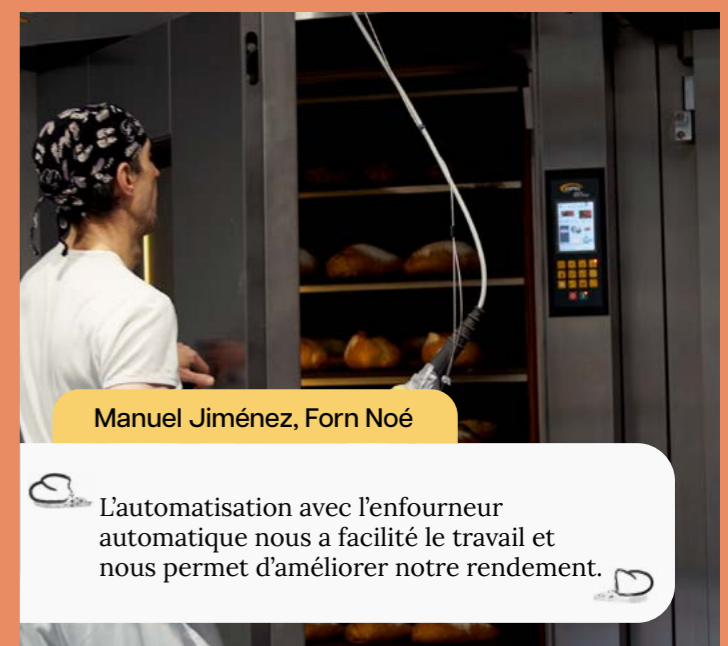 Manuel Jiménez, Forn Noé
L’automatisation avec l’enfourneur
automatique nous a facilité le travail et
nous permet d’améliorer notre rendement.